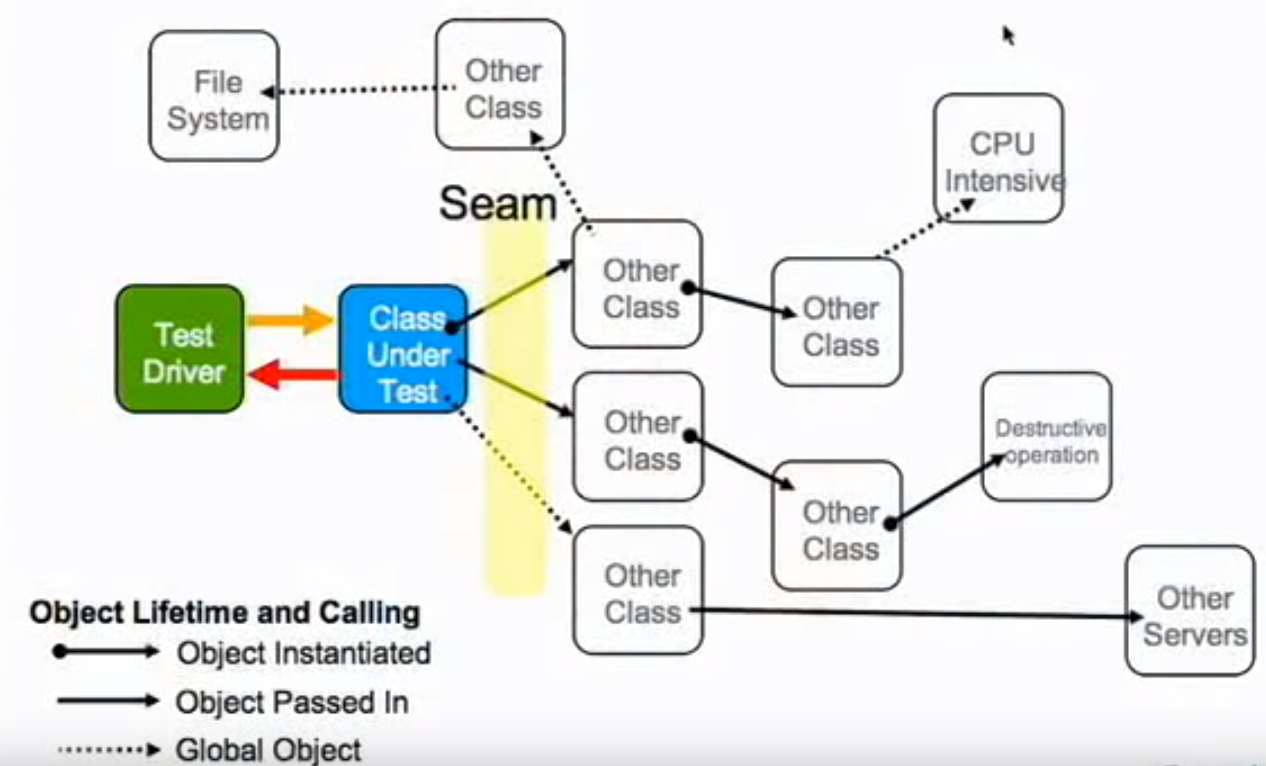 File
System
Other
Class
CPU
Intensive
Seam
Other
Class
Other
Class
Test
Driver
Class
Under
Test
Other
Class
Destructive
operation
Other
Class
Other
Class
Other
Servers
Object Lifetime and Calling
Object Instantiated
Object Passed In
Global Object